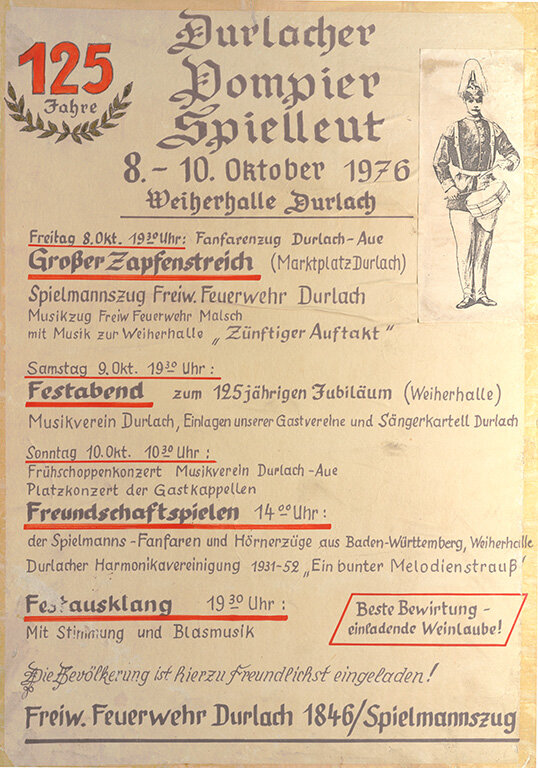 125
Jahre
Durlacher
Pompier
Spielleut
8. - 10. Oktober 1976
Weiherhalle Durlach
Freitag 8. Okt. 19³⁰ Uhr: Fanfarenzug Durlach-Aue
Großer Zapfenstreich (Marktplatz Durlach)
Spielmannszug Freiw. Feuerwehr Durlach
Musikzug Freiw Feuerwehr Malsch
mit Musik zur Weiherhalle „Zünftiger Auftakt"
Samstag 9. Okt. 19³⁰ Uhr:
Festabend zum 125jährigen Jubiläum (Weiherhalle)
Musikverein Durlach, Einlagen unserer Gastvereine und Sängerkartell Durlach
Sonntag 10. Okt. 10³⁰ Uhr:
Frühschoppenkonzert Musikverein Durlach-Aue
Platzkonzert der Gastkappellen
Freundschaftspielen 14⁰⁰ Uhr:
der Spielmanns-Fanfaren und Hörnerzüge aus Baden-Württemberg, Weiherhalle
Durlacher Harmonikavereinigung 1931-52 „Ein bunter Melodienstrauß"
Festausklang 19³⁰ Uhr:
Mit Stimmung und Blasmusik
Beste Bewirtung -
einladende Weinlaube!
Die Bevölkerung ist hierzu Freundlichst eingeladen!
Freiw. Feuerwehr Durlach 1846/Spielmannszug